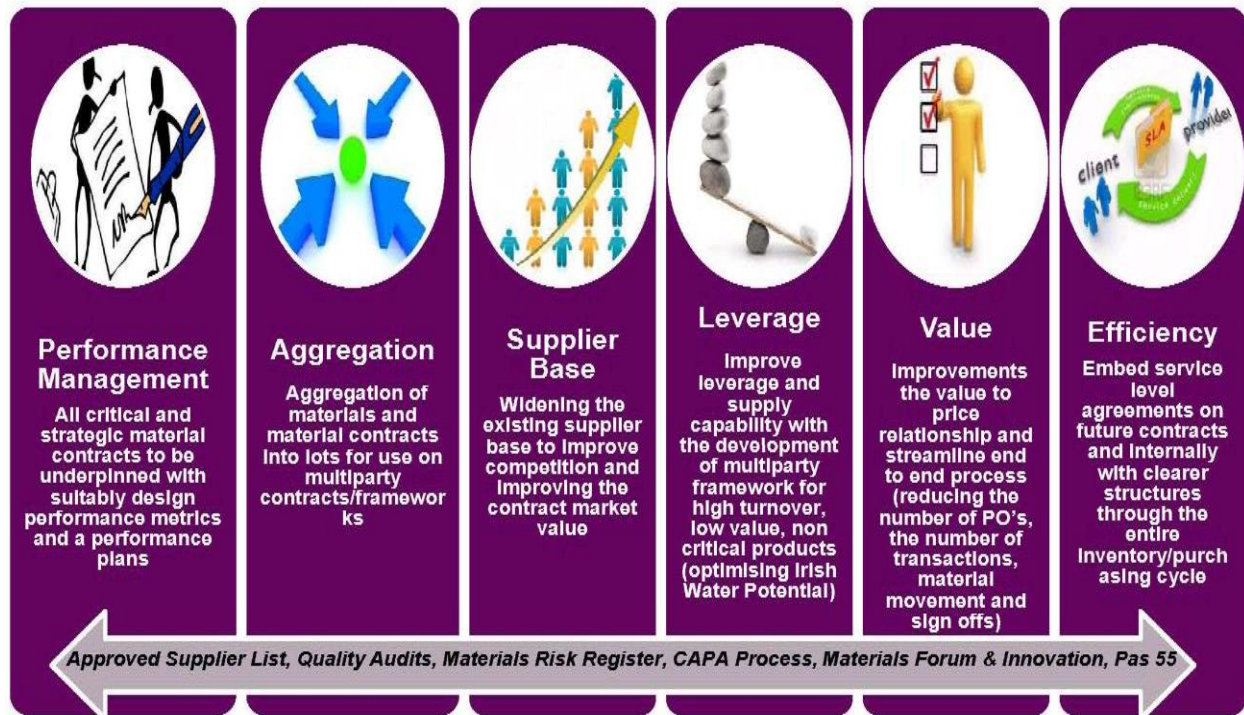 SLA
provider
client
service delivery
Performance
Management
All critical and
strategic material
contracts to be
underpinned with
suitably design
performance metrics
and a performance
plans
Aggregation
Aggregation of
materials and
material contracts
into lots for use on
multiparty
contracts/framewor
ks
Supplier
Base
Widening the
existing supplier
base to improve
competition and
improving the
contract market
value
Leverage
Improve
leverage and
supply
capability with
the development
of multiparty
framework for
high turnover,
low value, non
critical products
(optimising Irish
Water Potential)
Value
Improvements
the value to
price
relationship and
streamline end
to end process
(reducing the
number of PO's,
the number of
transactions,
material
movement and
sign offs)
Efficiency
Embed service
level
agreements on
future contracts
and internally
with clearer
structures
through the
entire
inventory/purch
asing cycle
Approved Supplier List, Quality Audits, Materials Risk Register, CAPA Process, Materials Forum & Innovation, Pas 55